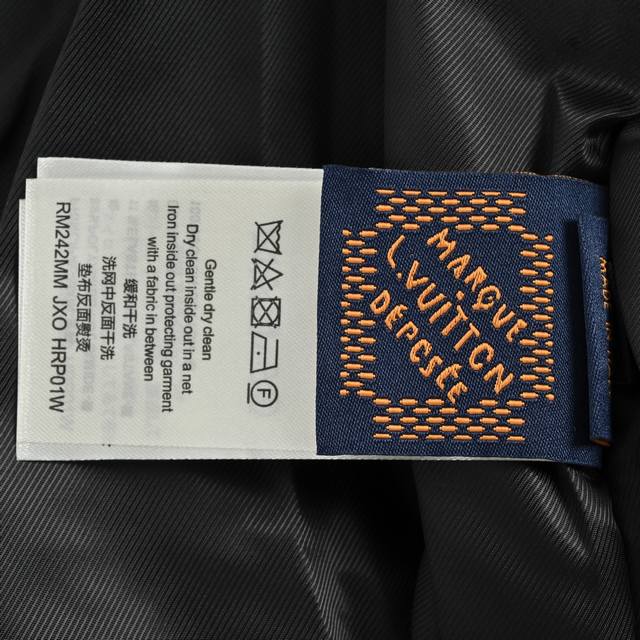 MARQUE
L.VUITTON
DÉPOSÉE
F
Gentle dry clean
Dry clean inside out in a net
Iron inside out protecting garment
with a fabric in between
缓和干洗
洗网中反面干洗
垫布反面熨烫
RM242MM JXO HRP01W